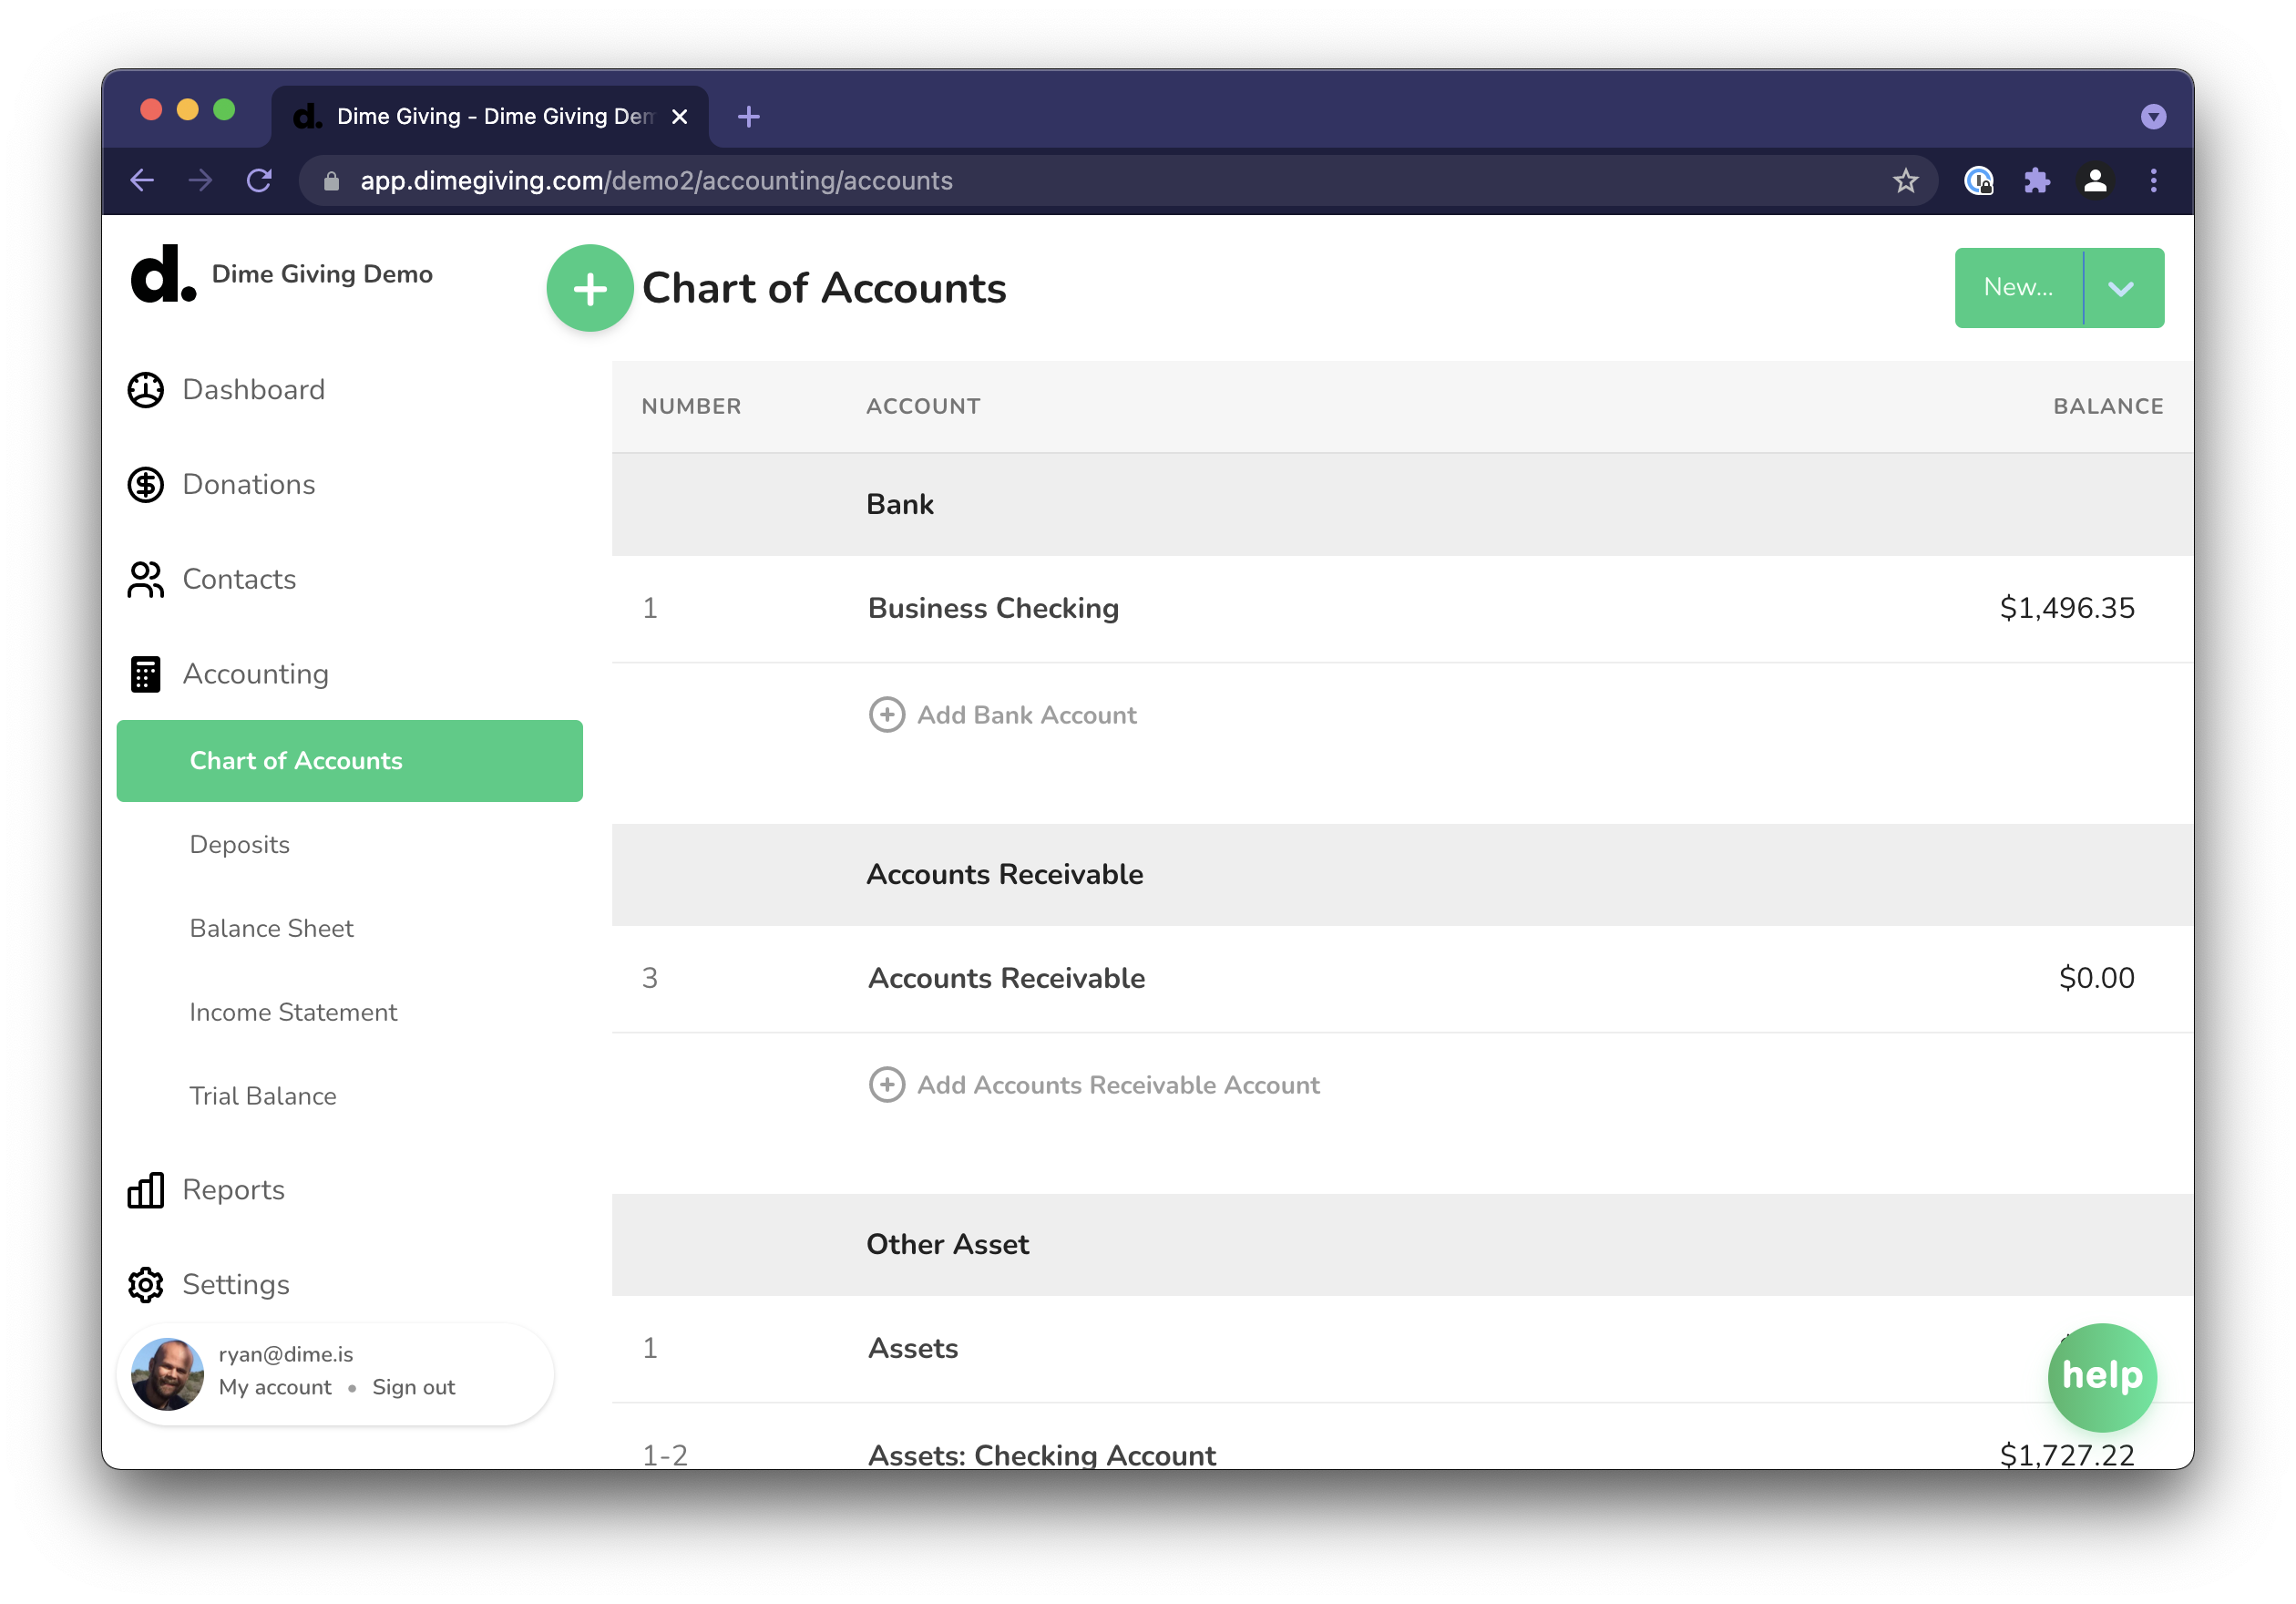 d. Dime Giving - Dime Giving Dem
app.dimegiving.com/demo2/accounting/accounts
d. Dime Giving Demo
Dashboard
Donations
Contacts
Accounting
Chart of Accounts
Deposits
Balance Sheet
Income Statement
Trial Balance
Reports
Settings
ryan@dime.is
My account • Sign out
Chart of Accounts
New...
NUMBER ACCOUNT BALANCE
Bank
1 Business Checking $1,496.35
Add Bank Account
Accounts Receivable
3 Accounts Receivable $0.00
Add Accounts Receivable Account
Other Asset
1 Assets
help
1-2 Assets: Checking Account $1,727.22